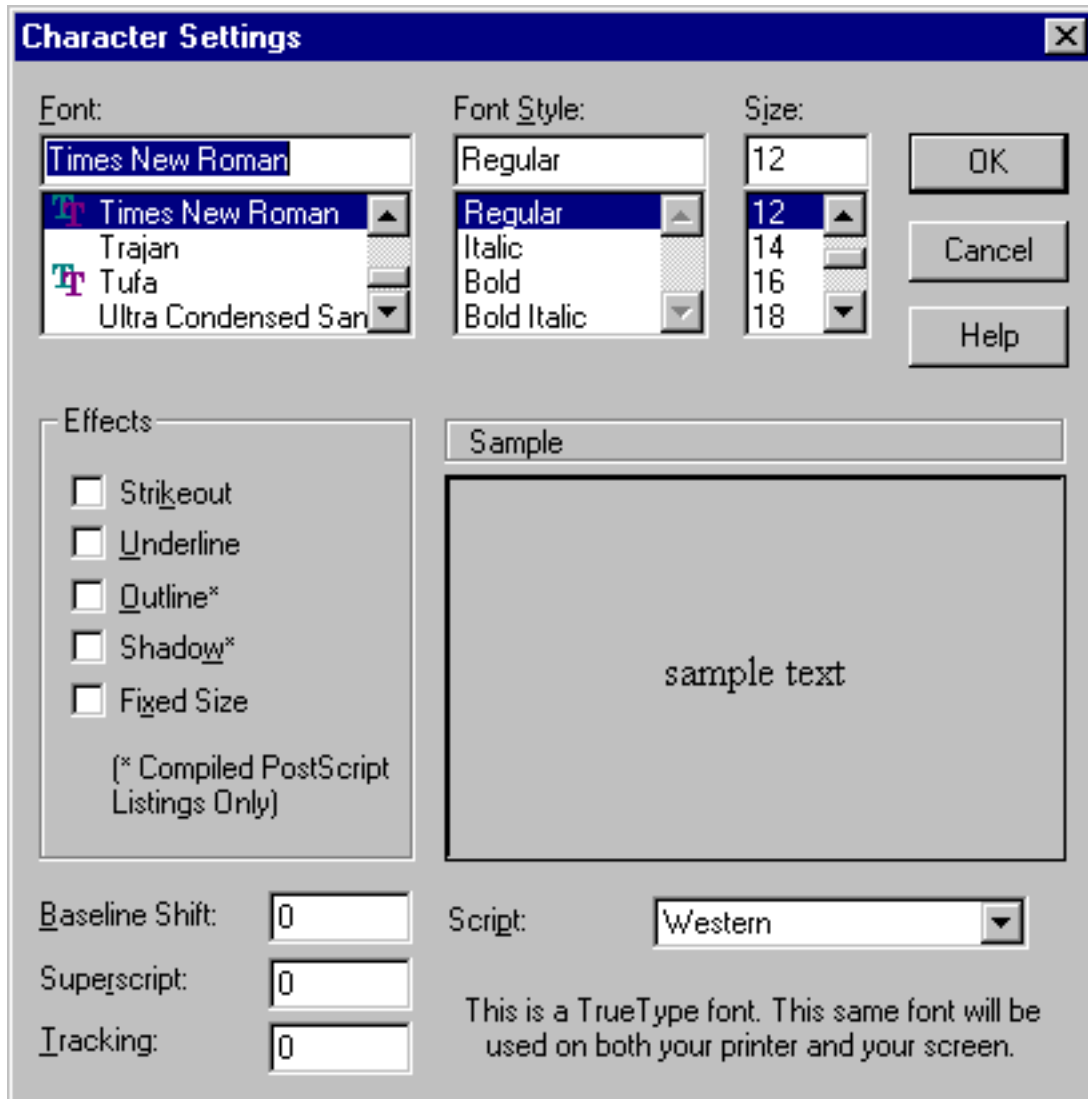 Character Settings
Font:
Font Style:
Size:
Times New Roman
Regular
12
OK
Times New Roman
Trajan
Tufa
Ultra Condensed San
Regular
Italic
Bold
Bold Italic
12
14
16
18
Cancel
Help
Effects
Strikeout
Underline
Outline*
Shadow*
Fixed Size
(* Compiled PostScript
Listings Only)
Sample
sample text
Baseline Shift:
0
Superscript:
0
Tracking:
0
Script:
Western
This is a TrueType font. This same font will be
used on both your printer and your screen.